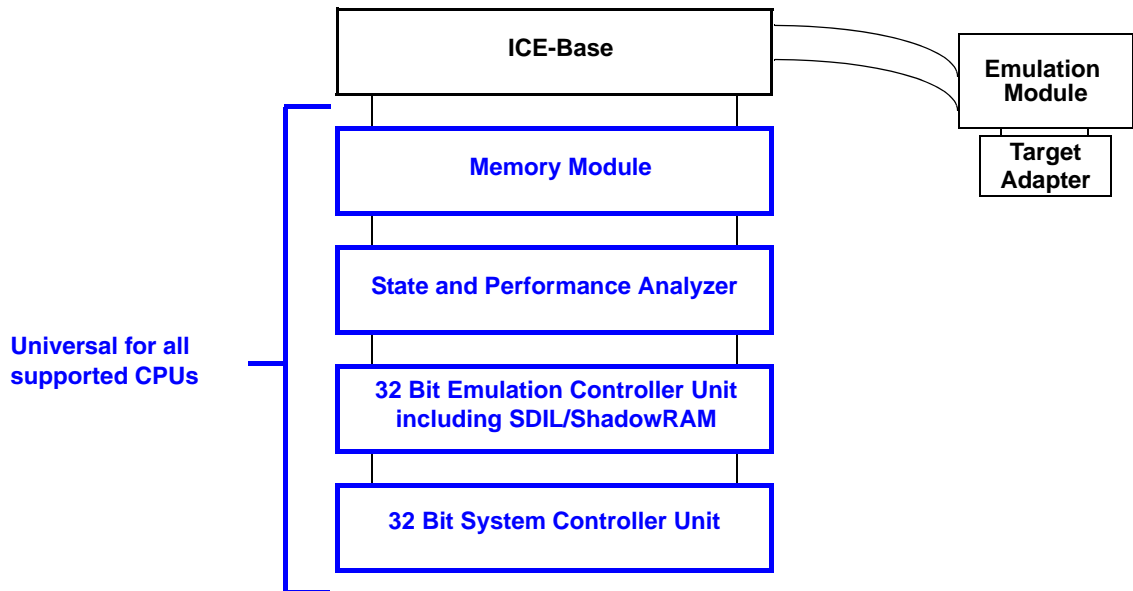 ICE-Base
Emulation
Module
Target
Adapter
Memory Module
State and Performance Analyzer
Universal for all
supported CPUs
32 Bit Emulation Controller Unit
including SDIL/ShadowRAM
32 Bit System Controller Unit